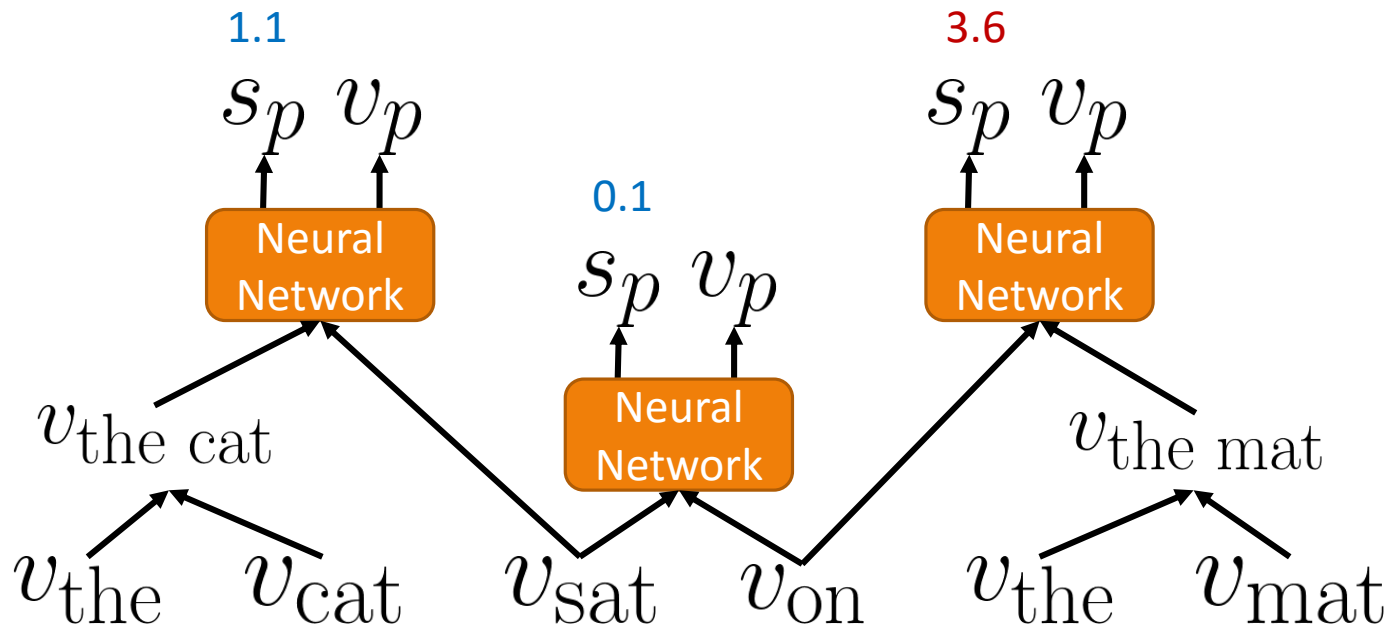 1.1
3.6
s_p v_p
s_p v_p
0.1
Neural
Network
s_p v_p
Neural
Network
Neural
Network
v_the cat
v_the mat
v_the v_cat v_sat v_on v_the v_mat